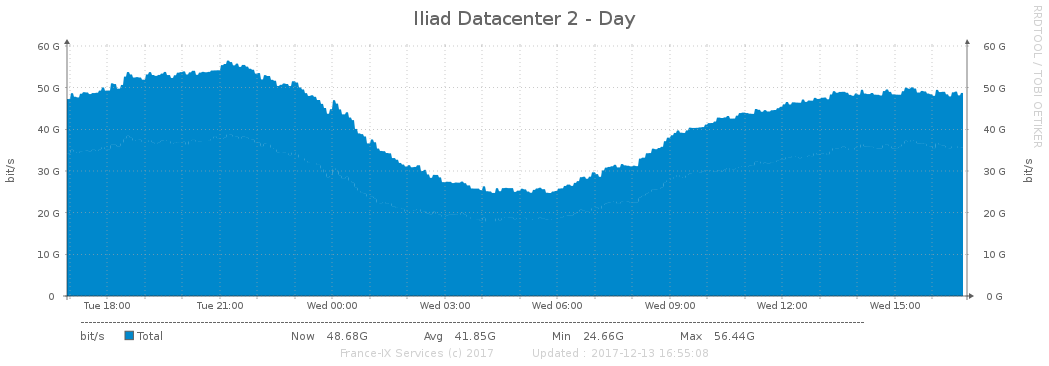 Iliad Datacenter 2 - Day
RRDTOOL / TOBI OETIKER
60 G 60 G
50 G 50 G
40 G 40 G
30 G 30 G
20 G 20 G
10 G 10 G
0 0 G
bit/s bit/s
Tue 18:00 Tue 21:00 Wed 00:00 Wed 03:00 Wed 06:00 Wed 09:00 Wed 12:00 Wed 15:00
bit/s Total Now 48.68G Avg 41.85G Min 24.66G Max 56.44G
France-IX Services (c) 2017 Updated : 2017-12-13 16:55:08